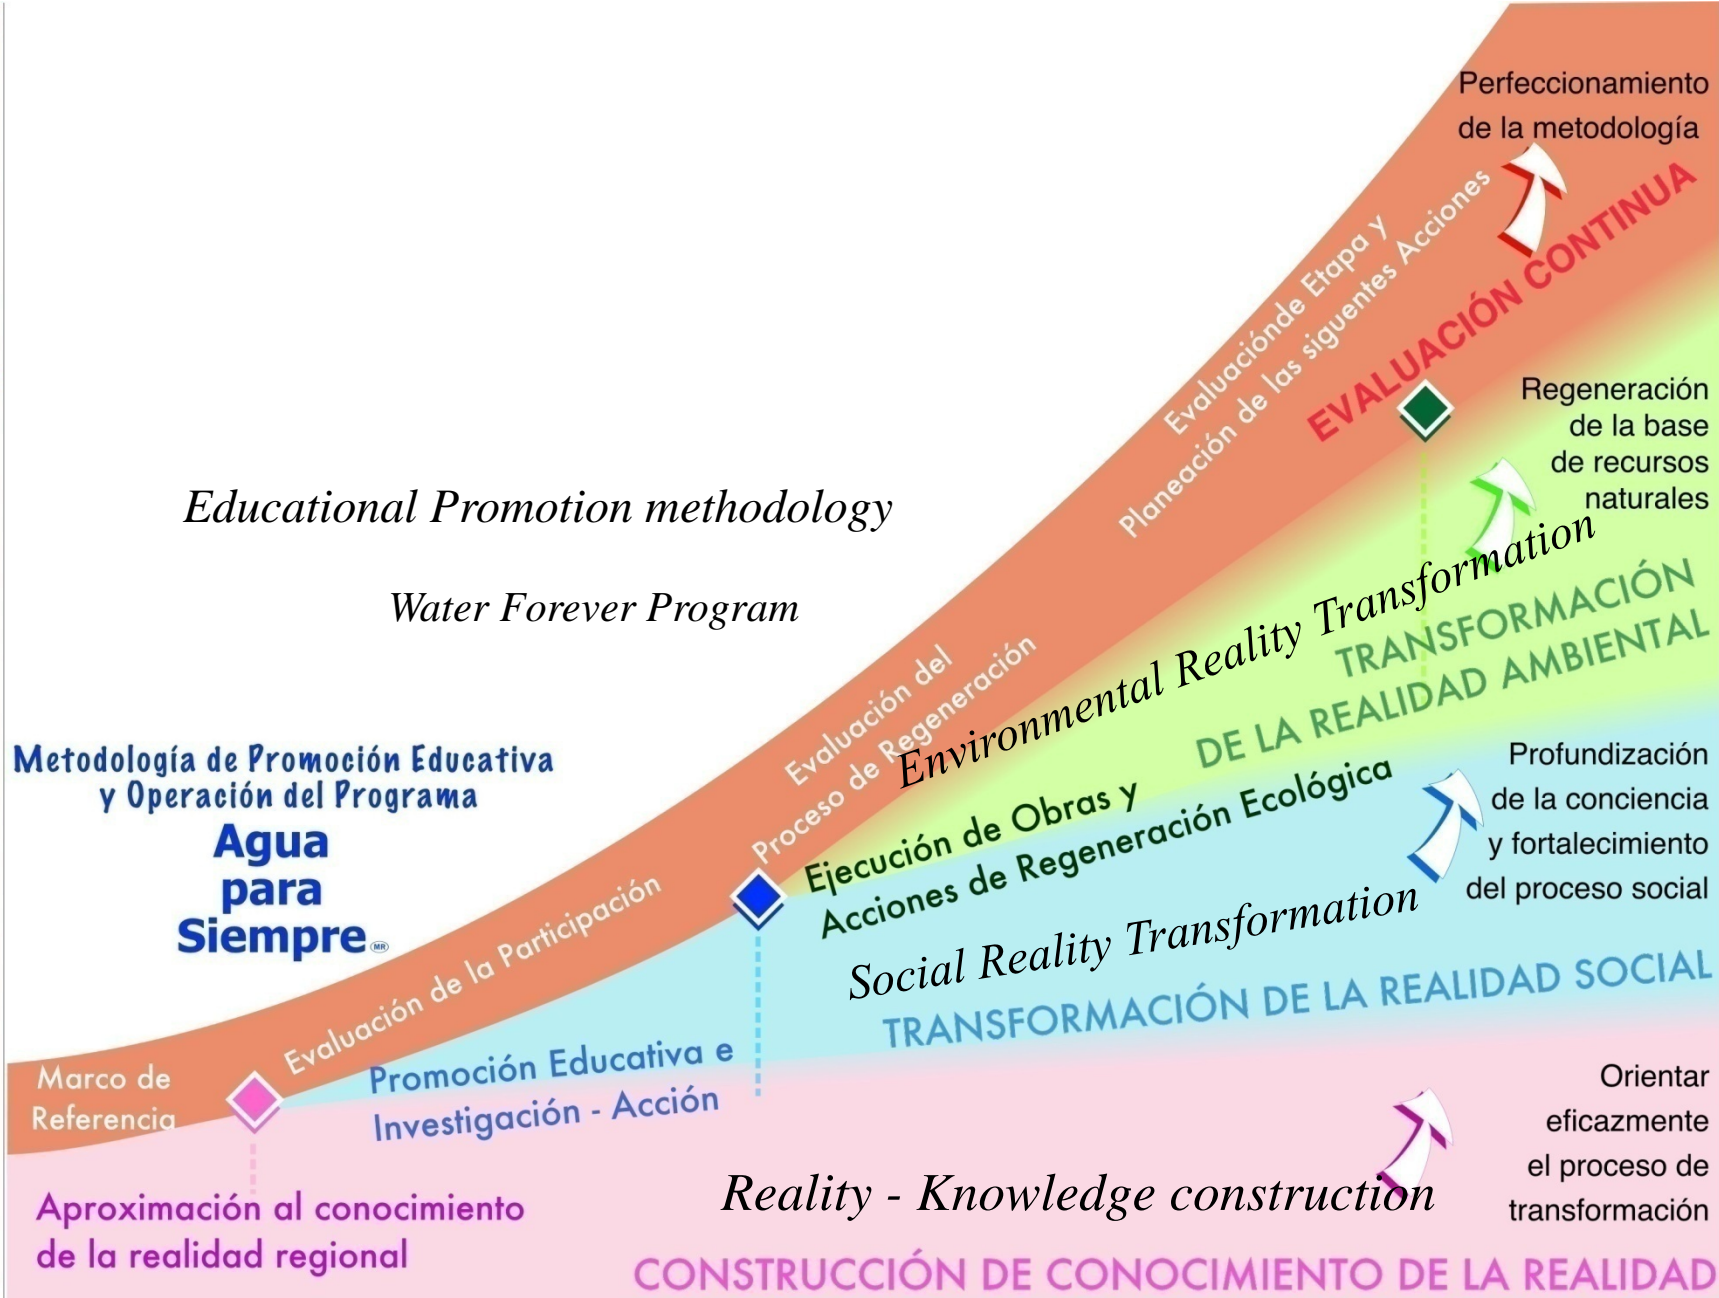 Perfeccionamiento
de la metodología
Evaluaciónde Etapa y
Planeación de las siguentes Acciones
EVALUACIÓN CONTINUA
Regeneración
de la base
de recursos
naturales
Educational Promotion methodology
Water Forever Program
Environmental Reality Transformation
TRANSFORMACIÓN
DE LA REALIDAD AMBIENTAL
Evaluación del
Proceso de Regeneración
Metodología de Promoción Educativa
y Operación del Programa
Agua
para
Siempre MR
Profundización
de la conciencia
y fortalecimiento
del proceso social
Ejecución de Obras y
Acciones de Regeneración Ecológica
Evaluación de la Participación
Social Reality Transformation
TRANSFORMACIÓN DE LA REALIDAD SOCIAL
Marco de
Referencia
Promoción Educativa e
Investigación - Acción
Orientar
eficazmente
el proceso de
transformación
Reality - Knowledge construction
Aproximación al conocimiento
de la realidad regional
CONSTRUCCIÓN DE CONOCIMIENTO DE LA REALIDAD